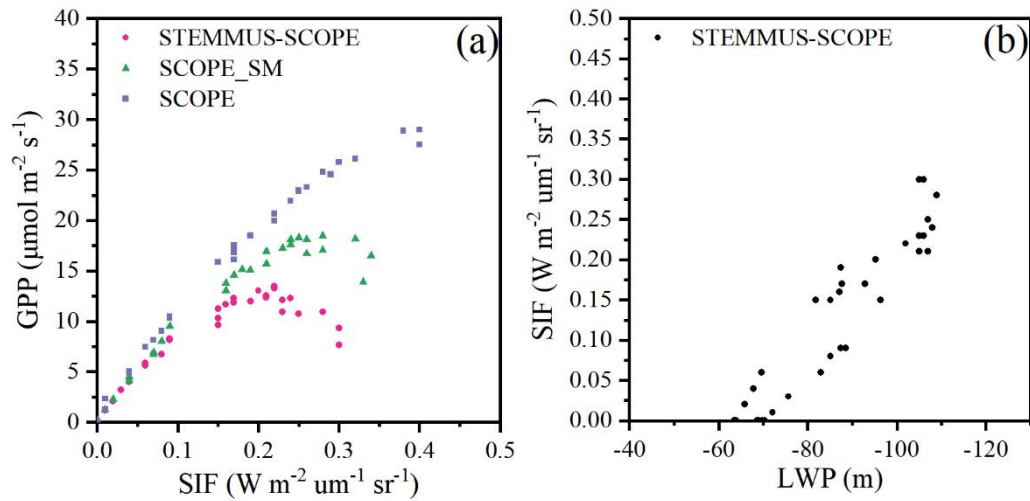 (a)
STEMMUS-SCOPE
SCOPE_SM
SCOPE
40
35
30
25
20
15
10
5
0
GPP (μmol m⁻² s⁻¹)
0.0 0.1 0.2 0.3 0.4 0.5
SIF (W m⁻² um⁻¹ sr⁻¹)
(b)
STEMMUS-SCOPE
0.50
0.45
0.40
0.35
0.30
0.25
0.20
0.15
0.10
0.05
0.00
SIF (W m⁻² um⁻¹ sr⁻¹)
-40 -60 -80 -100 -120
LWP (m)